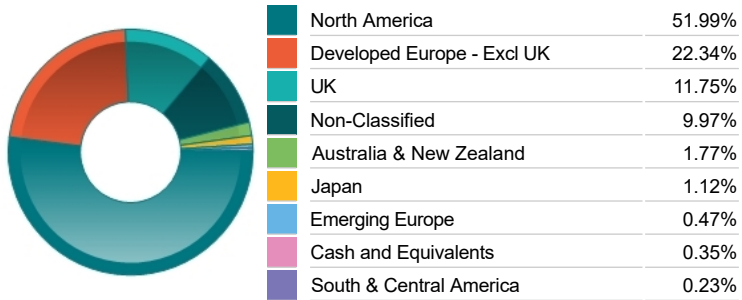 North America 51.99%
Developed Europe - Excl UK 22.34%
UK 11.75%
Non-Classified 9.97%
Australia & New Zealand 1.77%
Japan 1.12%
Emerging Europe 0.47%
Cash and Equivalents 0.35%
South & Central America 0.23%